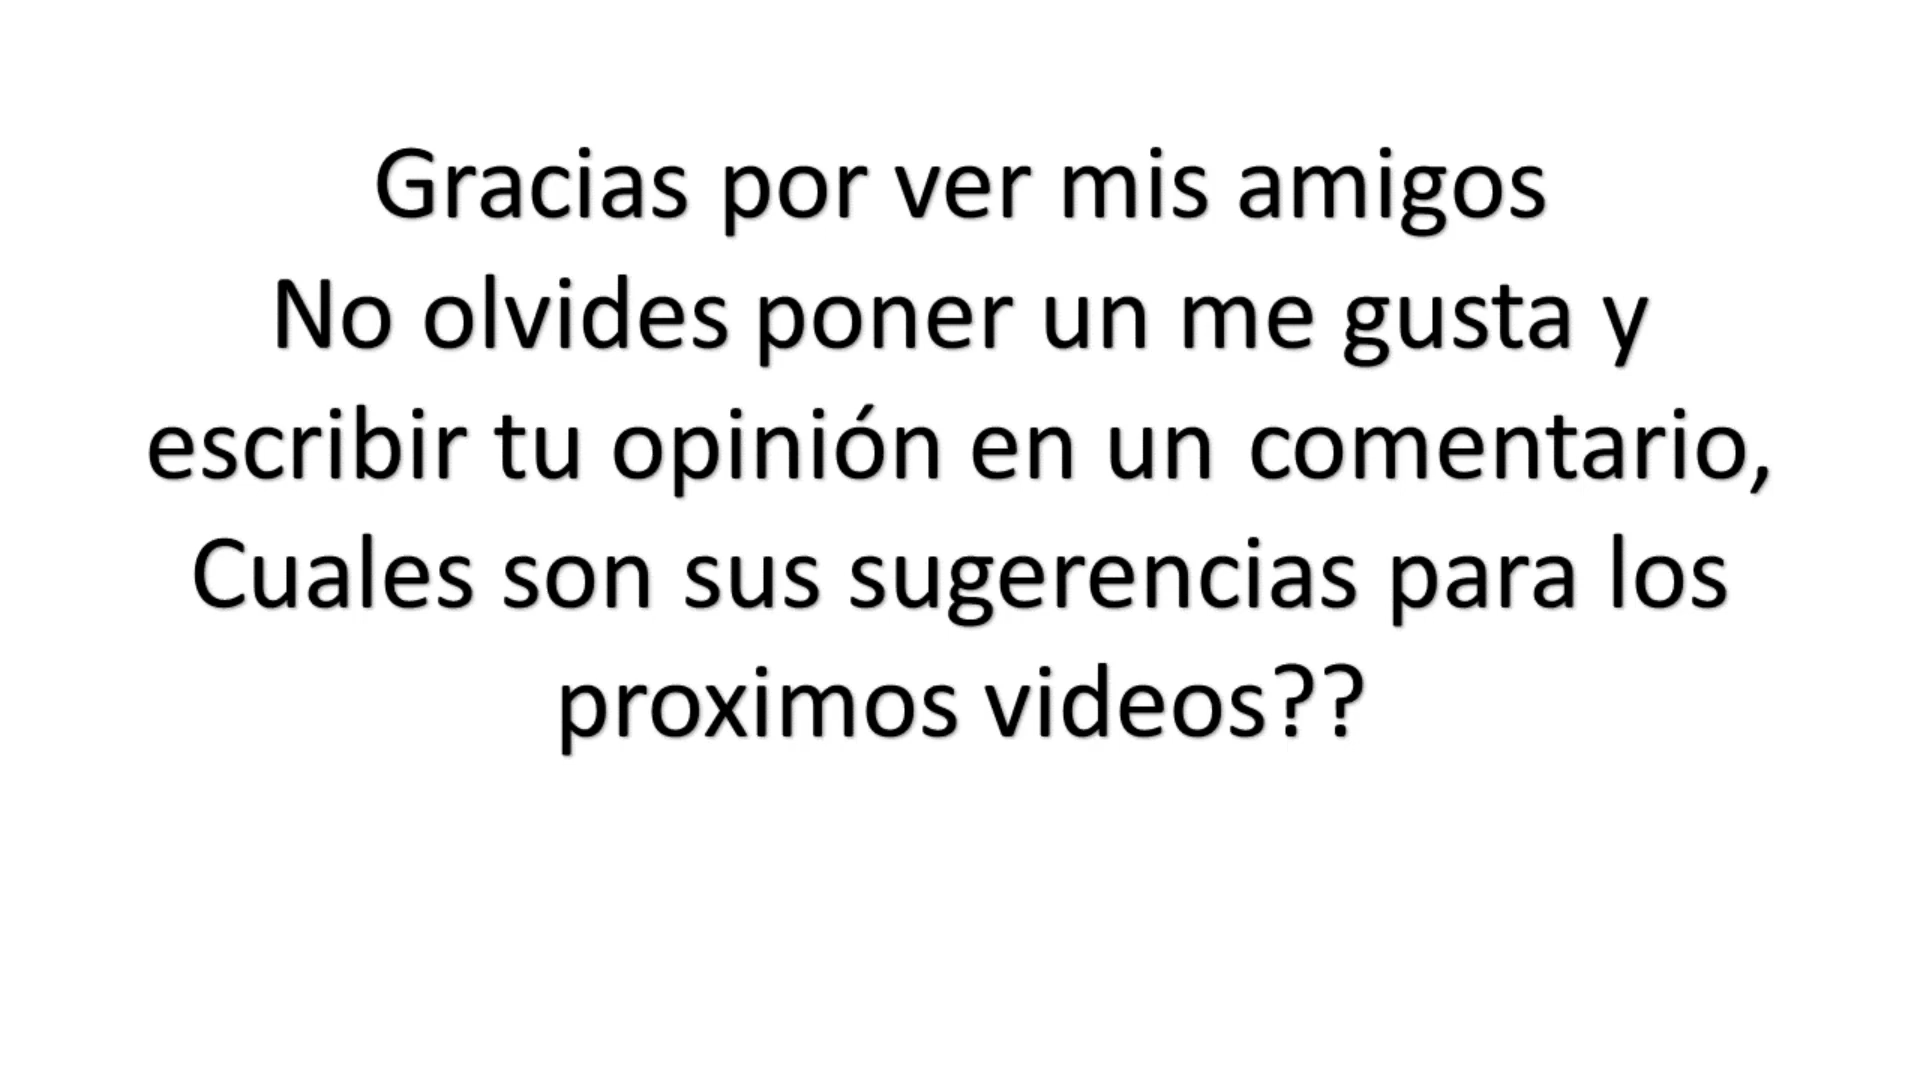 Gracias por ver mis amigos
No olvides poner un me gusta y
escribir tu opinión en un comentario,
Cuales son sus sugerencias para los
proximos videos??